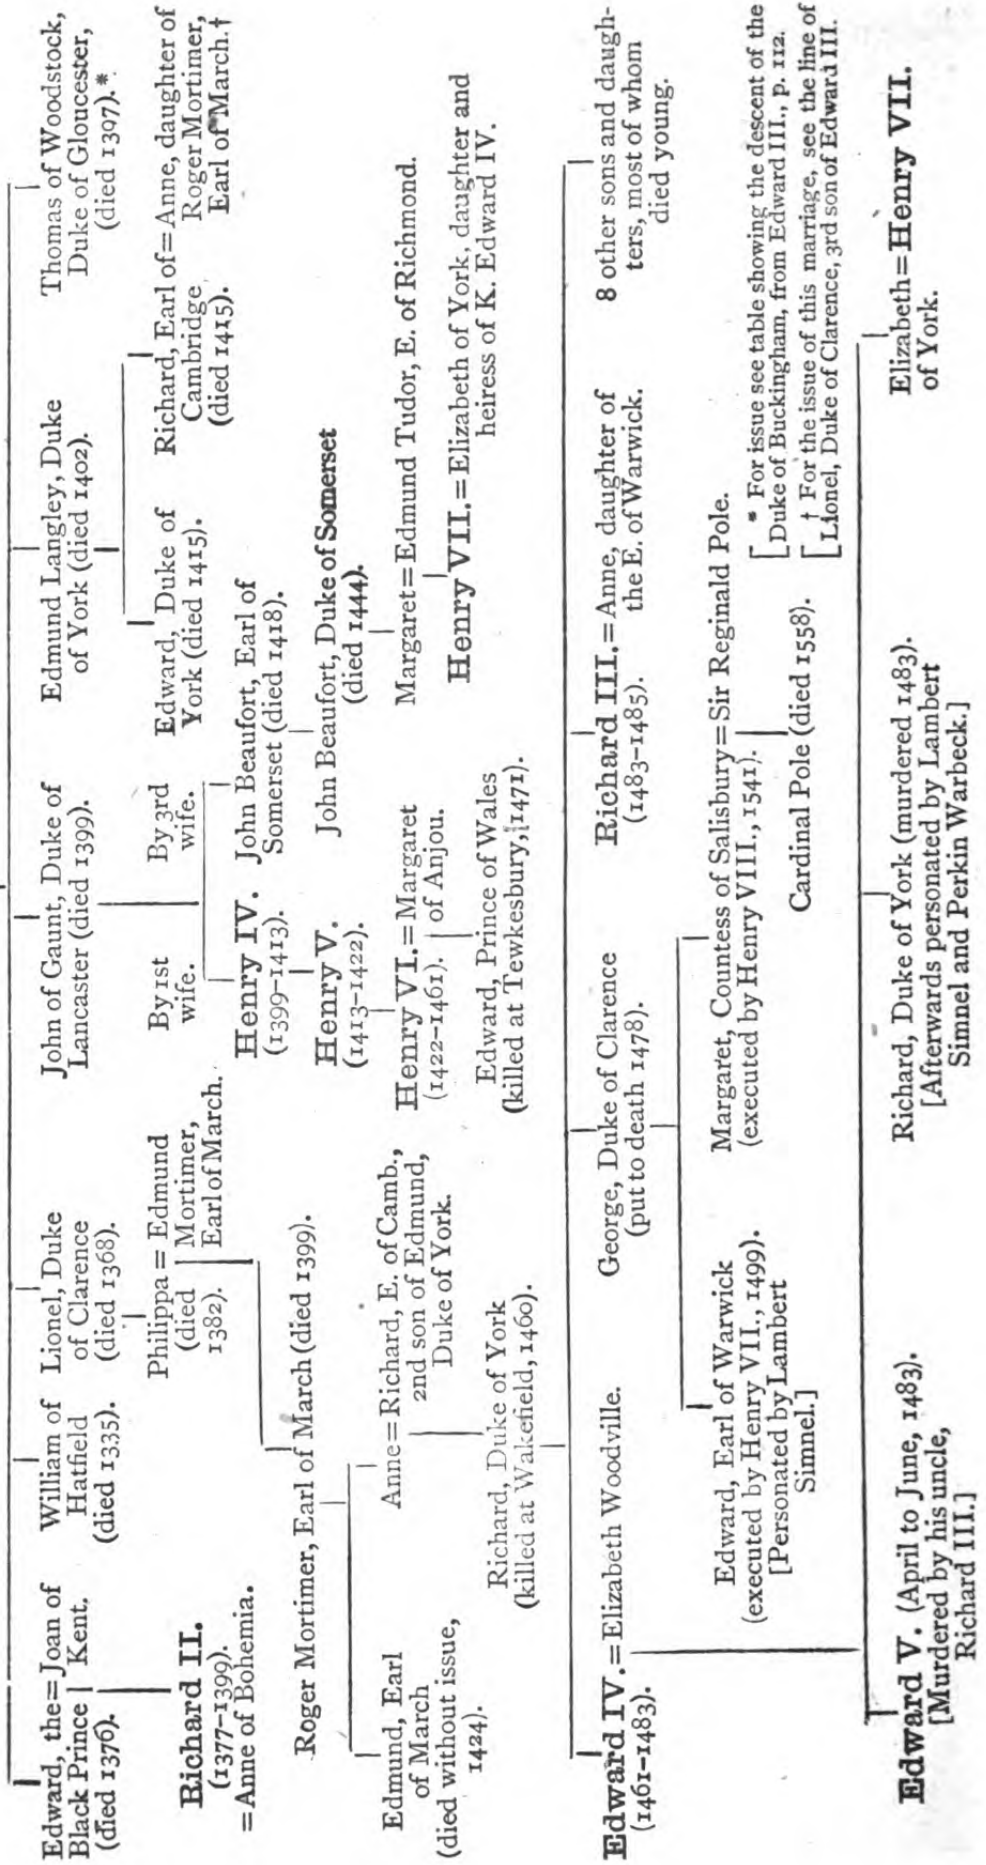 Edward, the = Joan of
Black Prince Kent.
(died 1376).
Richard II.
(1377-1399).
=Anne of Bohemia.
William of
Hatfield
(died 1335).
Lionel, Duke
of Clarence
(died 1368).
Philippa = Edmund
(died Mortimer,
1382). Earl of March.
John of Gaunt, Duke of
Lancaster (died 1399).
By 1st
wife.
By 3rd
wife.
Henry IV.
(1399-1413).
John Beaufort, Earl of
Somerset (died 1418).
Henry V.
(1413-1422).
John Beaufort, Duke of Somerset
(died 1444).
Henry VI. = Margaret
(1422-1461). of Anjou.
Margaret = Edmund Tudor, E. of Richmond.
Edward, Prince of Wales
(killed at Tewkesbury, 1471).
Henry VII. = Elizabeth of York, daughter and
heiress of K. Edward IV.
Edmund Langley, Duke
of York (died 1402).
Edward, Duke of
York (died 1415).
Richard, Earl of = Anne, daughter of
Cambridge Roger Mortimer,
(died 1415). Earl of March.†
Thomas of Woodstock,
Duke of Gloucester,
(died 1397).*
Roger Mortimer, Earl of March (died 1399).
Edmund, Earl
of March
(died without issue,
1424).
Anne = Richard, E. of Camb.,
2nd son of Edmund,
Duke of York.
Richard, Duke of York
(killed at Wakefield, 1460).
Edward IV. = Elizabeth Woodville.
(1461-1483).
George, Duke of Clarence
(put to death 1478).
Richard III. = Anne, daughter of
(1483-1485). the E. of Warwick.
8 other sons and daugh-
ters, most of whom
died young.
Edward, Earl of Warwick
(executed by Henry VII., 1499).
[Personated by Lambert
Simnel.]
Margaret, Countess of Salisbury = Sir Reginald Pole.
(executed by Henry VIII., 1541).
Cardinal Pole (died 1558).
[* For issue see table showing the descent of the
Duke of Buckingham, from Edward III., p. 112.
[† For the issue of this marriage, see the line of
Lionel, Duke of Clarence, 3rd son of Edward III.
Edward V. (April to June, 1483).
[Murdered by his uncle,
Richard III.]
Richard, Duke of York (murdered 1483).
[Afterwards personated by Lambert
Simnel and Perkin Warbeck.]
Elizabeth = Henry VII.
of York.